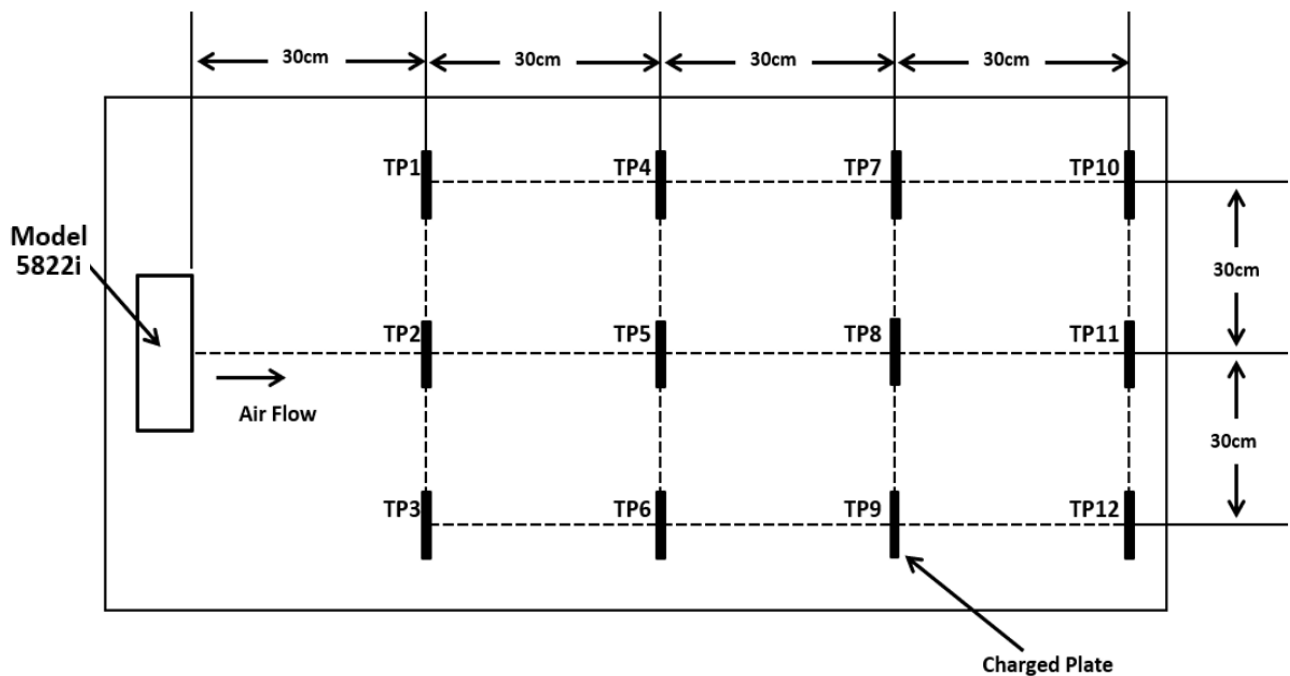 30cm
30cm
30cm
30cm
TP1
TP4
TP7
TP10
Model
5822i
30cm
TP2
TP5
TP8
TP11
Air Flow
30cm
TP3
TP6
TP9
TP12
Charged Plate